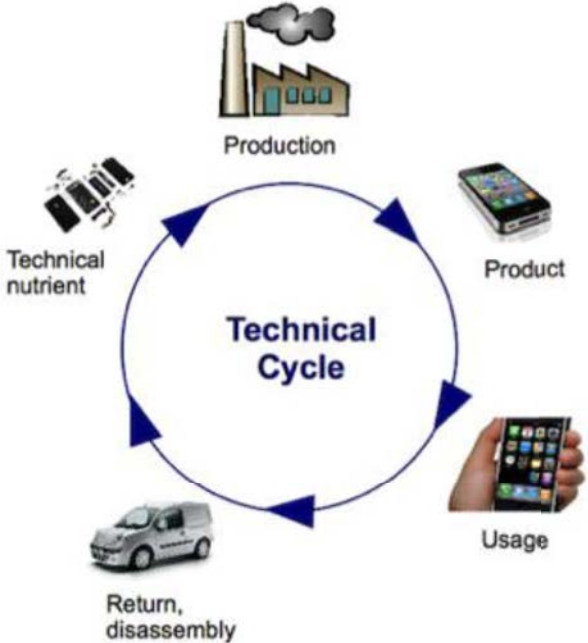 Production
Product
Technical
Cycle
Usage
Return,
disassembly
Technical
nutrient